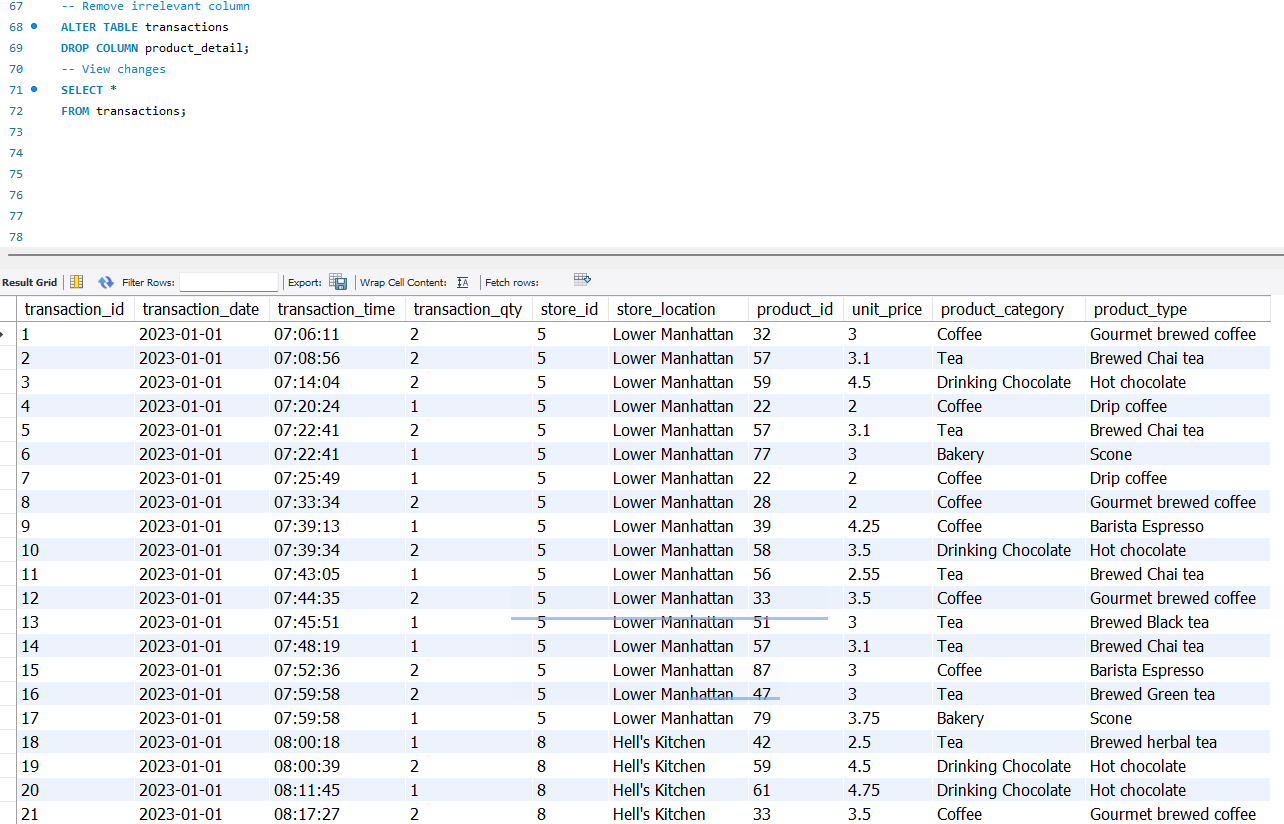 67 -- Remove irrelevant column
68 ALTER TABLE transactions
69 DROP COLUMN product_detail;
70 -- View changes
71 SELECT *
72 FROM transactions;
73
74
75
76
77
78
Result Grid Filter Rows: Export: Wrap Cell Content: IA Fetch rows:
transaction_id transaction_date transaction_time transaction_qty store_id store_location product_id unit_price product_category product_type
1 2023-01-01 07:06:11 2 5 Lower Manhattan 32 3 Coffee Gourmet brewed coffee
2 2023-01-01 07:08:56 2 5 Lower Manhattan 57 3.1 Tea Brewed Chai tea
3 2023-01-01 07:14:04 2 5 Lower Manhattan 59 4.5 Drinking Chocolate Hot chocolate
4 2023-01-01 07:20:24 1 5 Lower Manhattan 22 2 Coffee Drip coffee
5 2023-01-01 07:22:41 2 5 Lower Manhattan 57 3.1 Tea Brewed Chai tea
6 2023-01-01 07:22:41 1 5 Lower Manhattan 77 3 Bakery Scone
7 2023-01-01 07:25:49 1 5 Lower Manhattan 22 2 Coffee Drip coffee
8 2023-01-01 07:33:34 2 5 Lower Manhattan 28 2 Coffee Gourmet brewed coffee
9 2023-01-01 07:39:13 1 5 Lower Manhattan 39 4.25 Coffee Barista Espresso
10 2023-01-01 07:39:34 2 5 Lower Manhattan 58 3.5 Drinking Chocolate Hot chocolate
11 2023-01-01 07:43:05 1 5 Lower Manhattan 56 2.55 Tea Brewed Chai tea
12 2023-01-01 07:44:35 2 5 Lower Manhattan 33 3.5 Coffee Gourmet brewed coffee
13 2023-01-01 07:45:51 1 5 Lower Manhattan 51 3 Tea Brewed Black tea
14 2023-01-01 07:48:19 1 5 Lower Manhattan 57 3.1 Tea Brewed Chai tea
15 2023-01-01 07:52:36 2 5 Lower Manhattan 87 3 Coffee Barista Espresso
16 2023-01-01 07:59:58 2 5 Lower Manhattan 47 3 Tea Brewed Green tea
17 2023-01-01 07:59:58 1 5 Lower Manhattan 79 3.75 Bakery Scone
18 2023-01-01 08:00:18 1 8 Hell's Kitchen 42 2.5 Tea Brewed herbal tea
19 2023-01-01 08:00:39 2 8 Hell's Kitchen 59 4.5 Drinking Chocolate Hot chocolate
20 2023-01-01 08:11:45 1 8 Hell's Kitchen 61 4.75 Drinking Chocolate Hot chocolate
21 2023-01-01 08:17:27 2 8 Hell's Kitchen 33 3.5 Coffee Gourmet brewed coffee